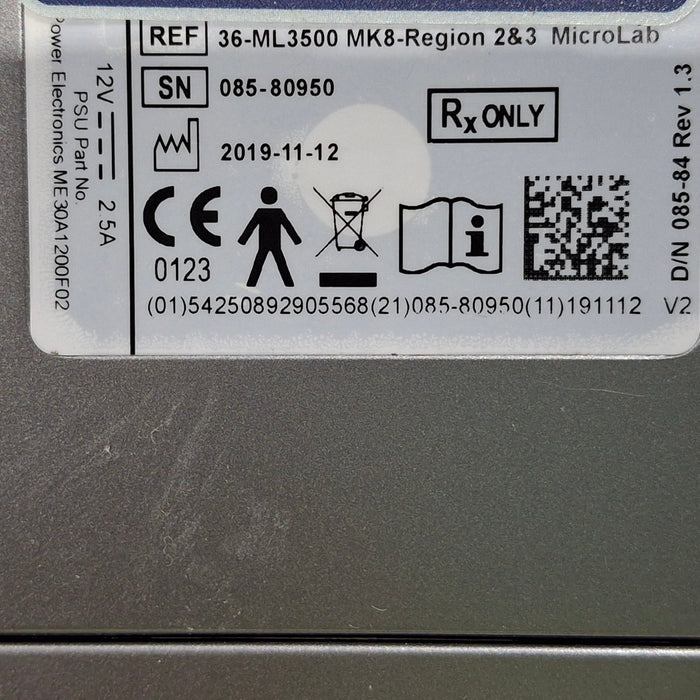 REF 36-ML3500 MK8-Region 2&3 MicroLab
SN 085-80950
Rx ONLY
2019-11-12
CE
0123
i
(01)54250892905568(21)085-80950(11)191112 V2
D/N 085-84 Rev 1.3
12V 2.5A
PSU Part No.
Power Electronics ME30A1200F02